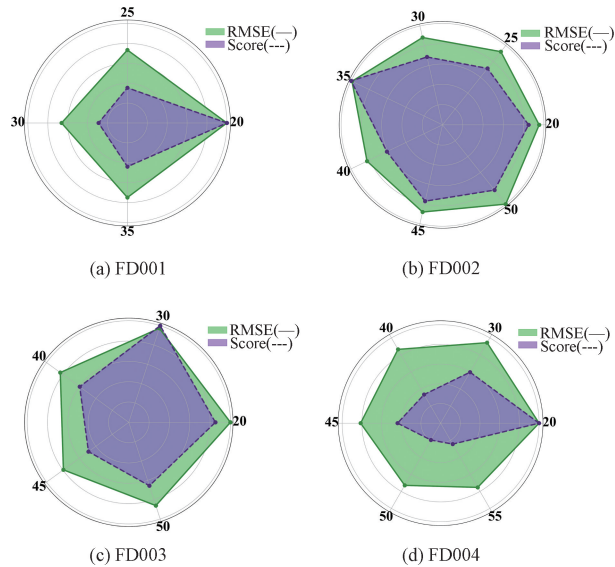 25
RMSE(—)
Score(---)
30
20
35
(a) FD001
30
RMSE(—)
Score(---)
25
35
20
40
50
45
(b) FD002
30
RMSE(—)
Score(---)
40
20
45
50
(c) FD003
RMSE(—)
Score(---)
40
30
45
20
50
55
(d) FD004